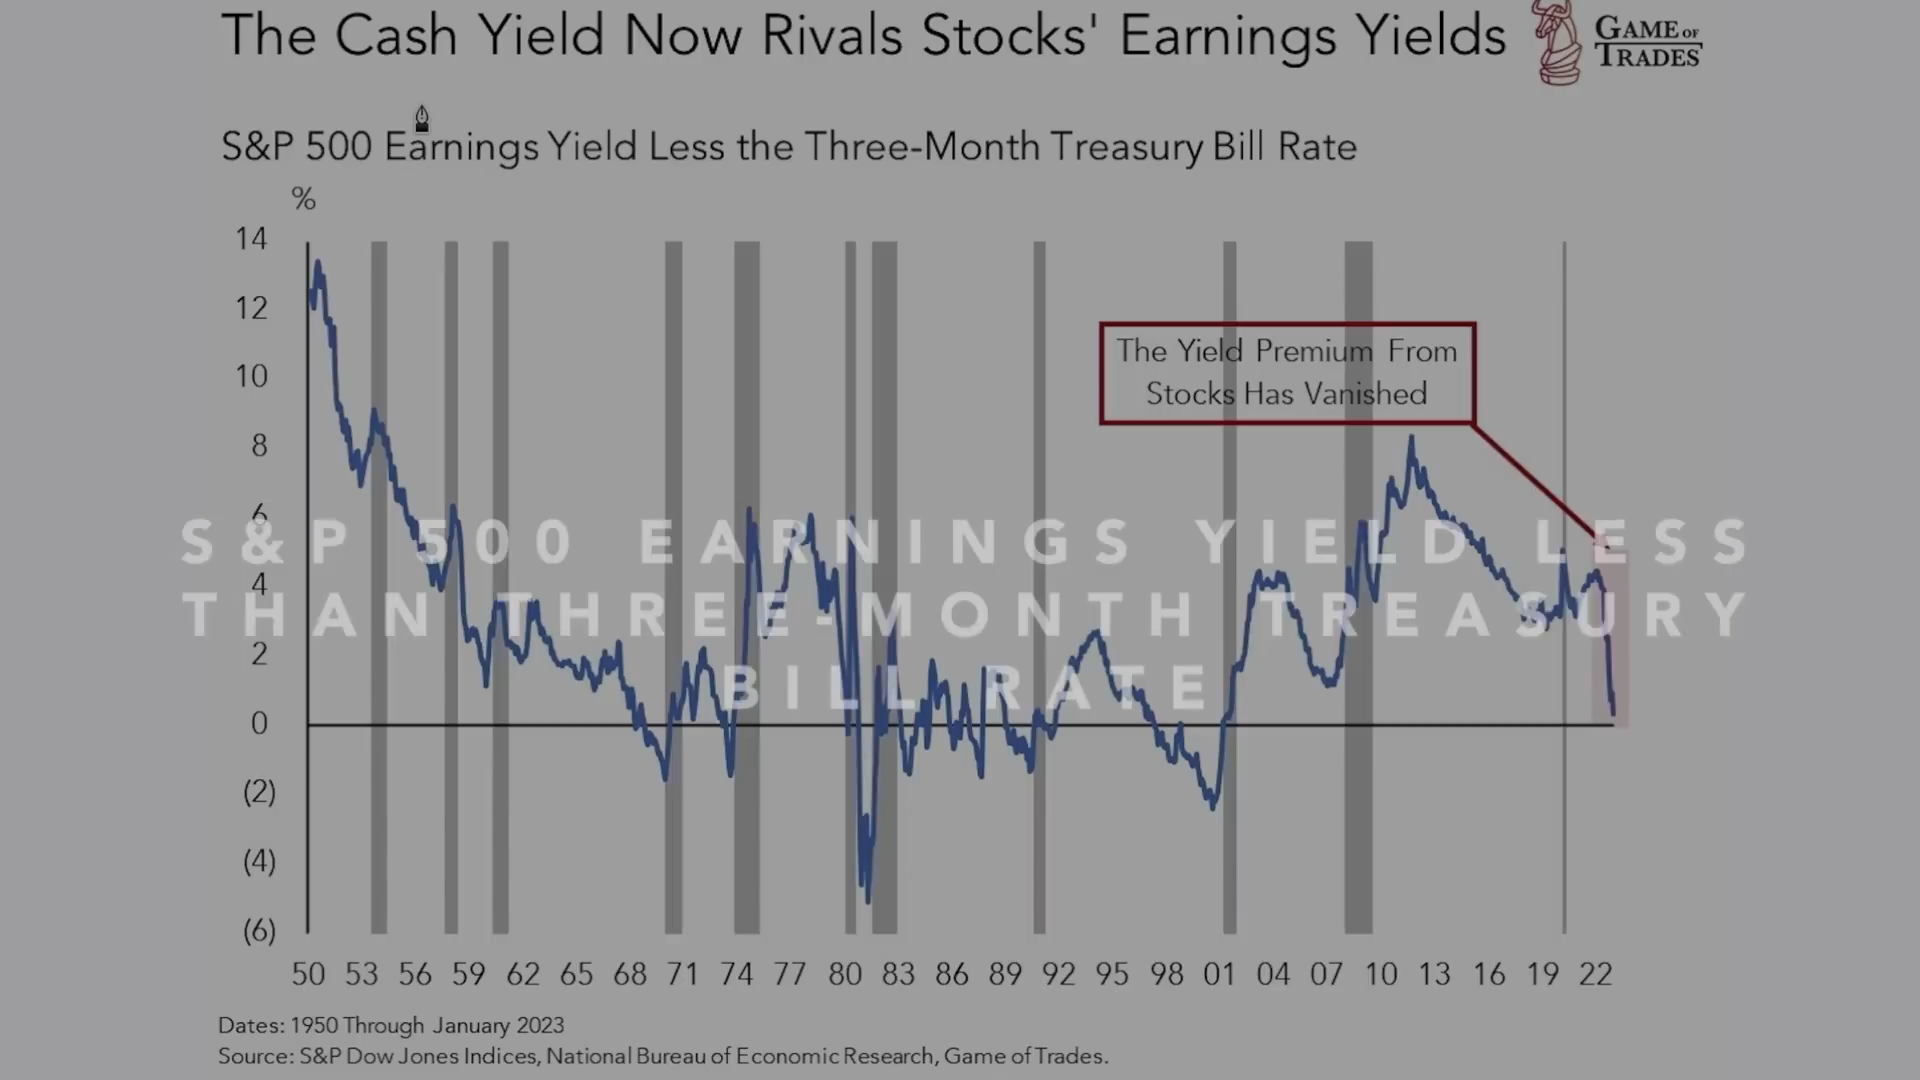 The Cash Yield Now Rivals Stocks' Earnings Yields
GAME OF
TRADES
S&P 500 Earnings Yield Less the Three-Month Treasury Bill Rate
%
14
12
10
8
6
4
2
0
(2)
(4)
(6)
The Yield Premium From
Stocks Has Vanished
S&P 500 EARNINGS YIELD LESS
THAN THREE-MONTH TREASURY
BILL RATE
50 53 56 59 62 65 68 71 74 77 80 83 86 89 92 95 98 01 04 07 10 13 16 19 22
Dates: 1950 Through January 2023
Source: S&P Dow Jones Indices, National Bureau of Economic Research, Game of Trades.